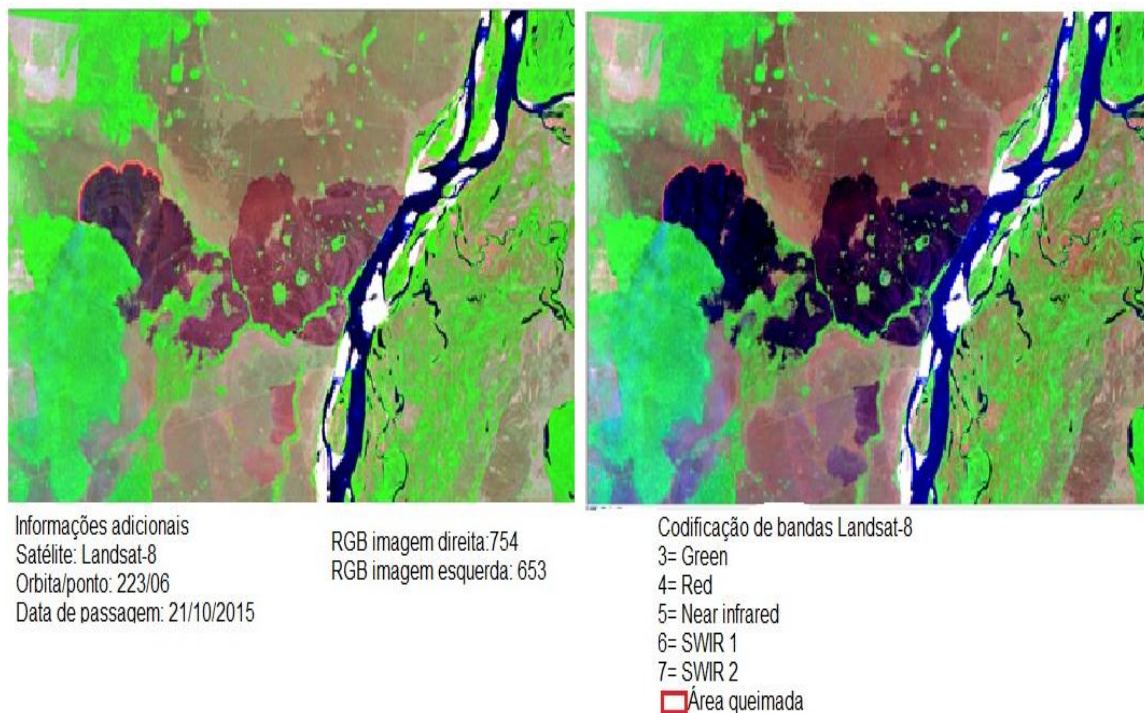 Informações adicionais
Satélite: Landsat-8
Orbita/ponto: 223/06
Data de passagem: 21/10/2015
RGB imagem direita:754
RGB imagem esquerda: 653
Codificação de bandas Landsat-8
3= Green
4= Red
5= Near infrared
6= SWIR 1
7= SWIR 2
Área queimada